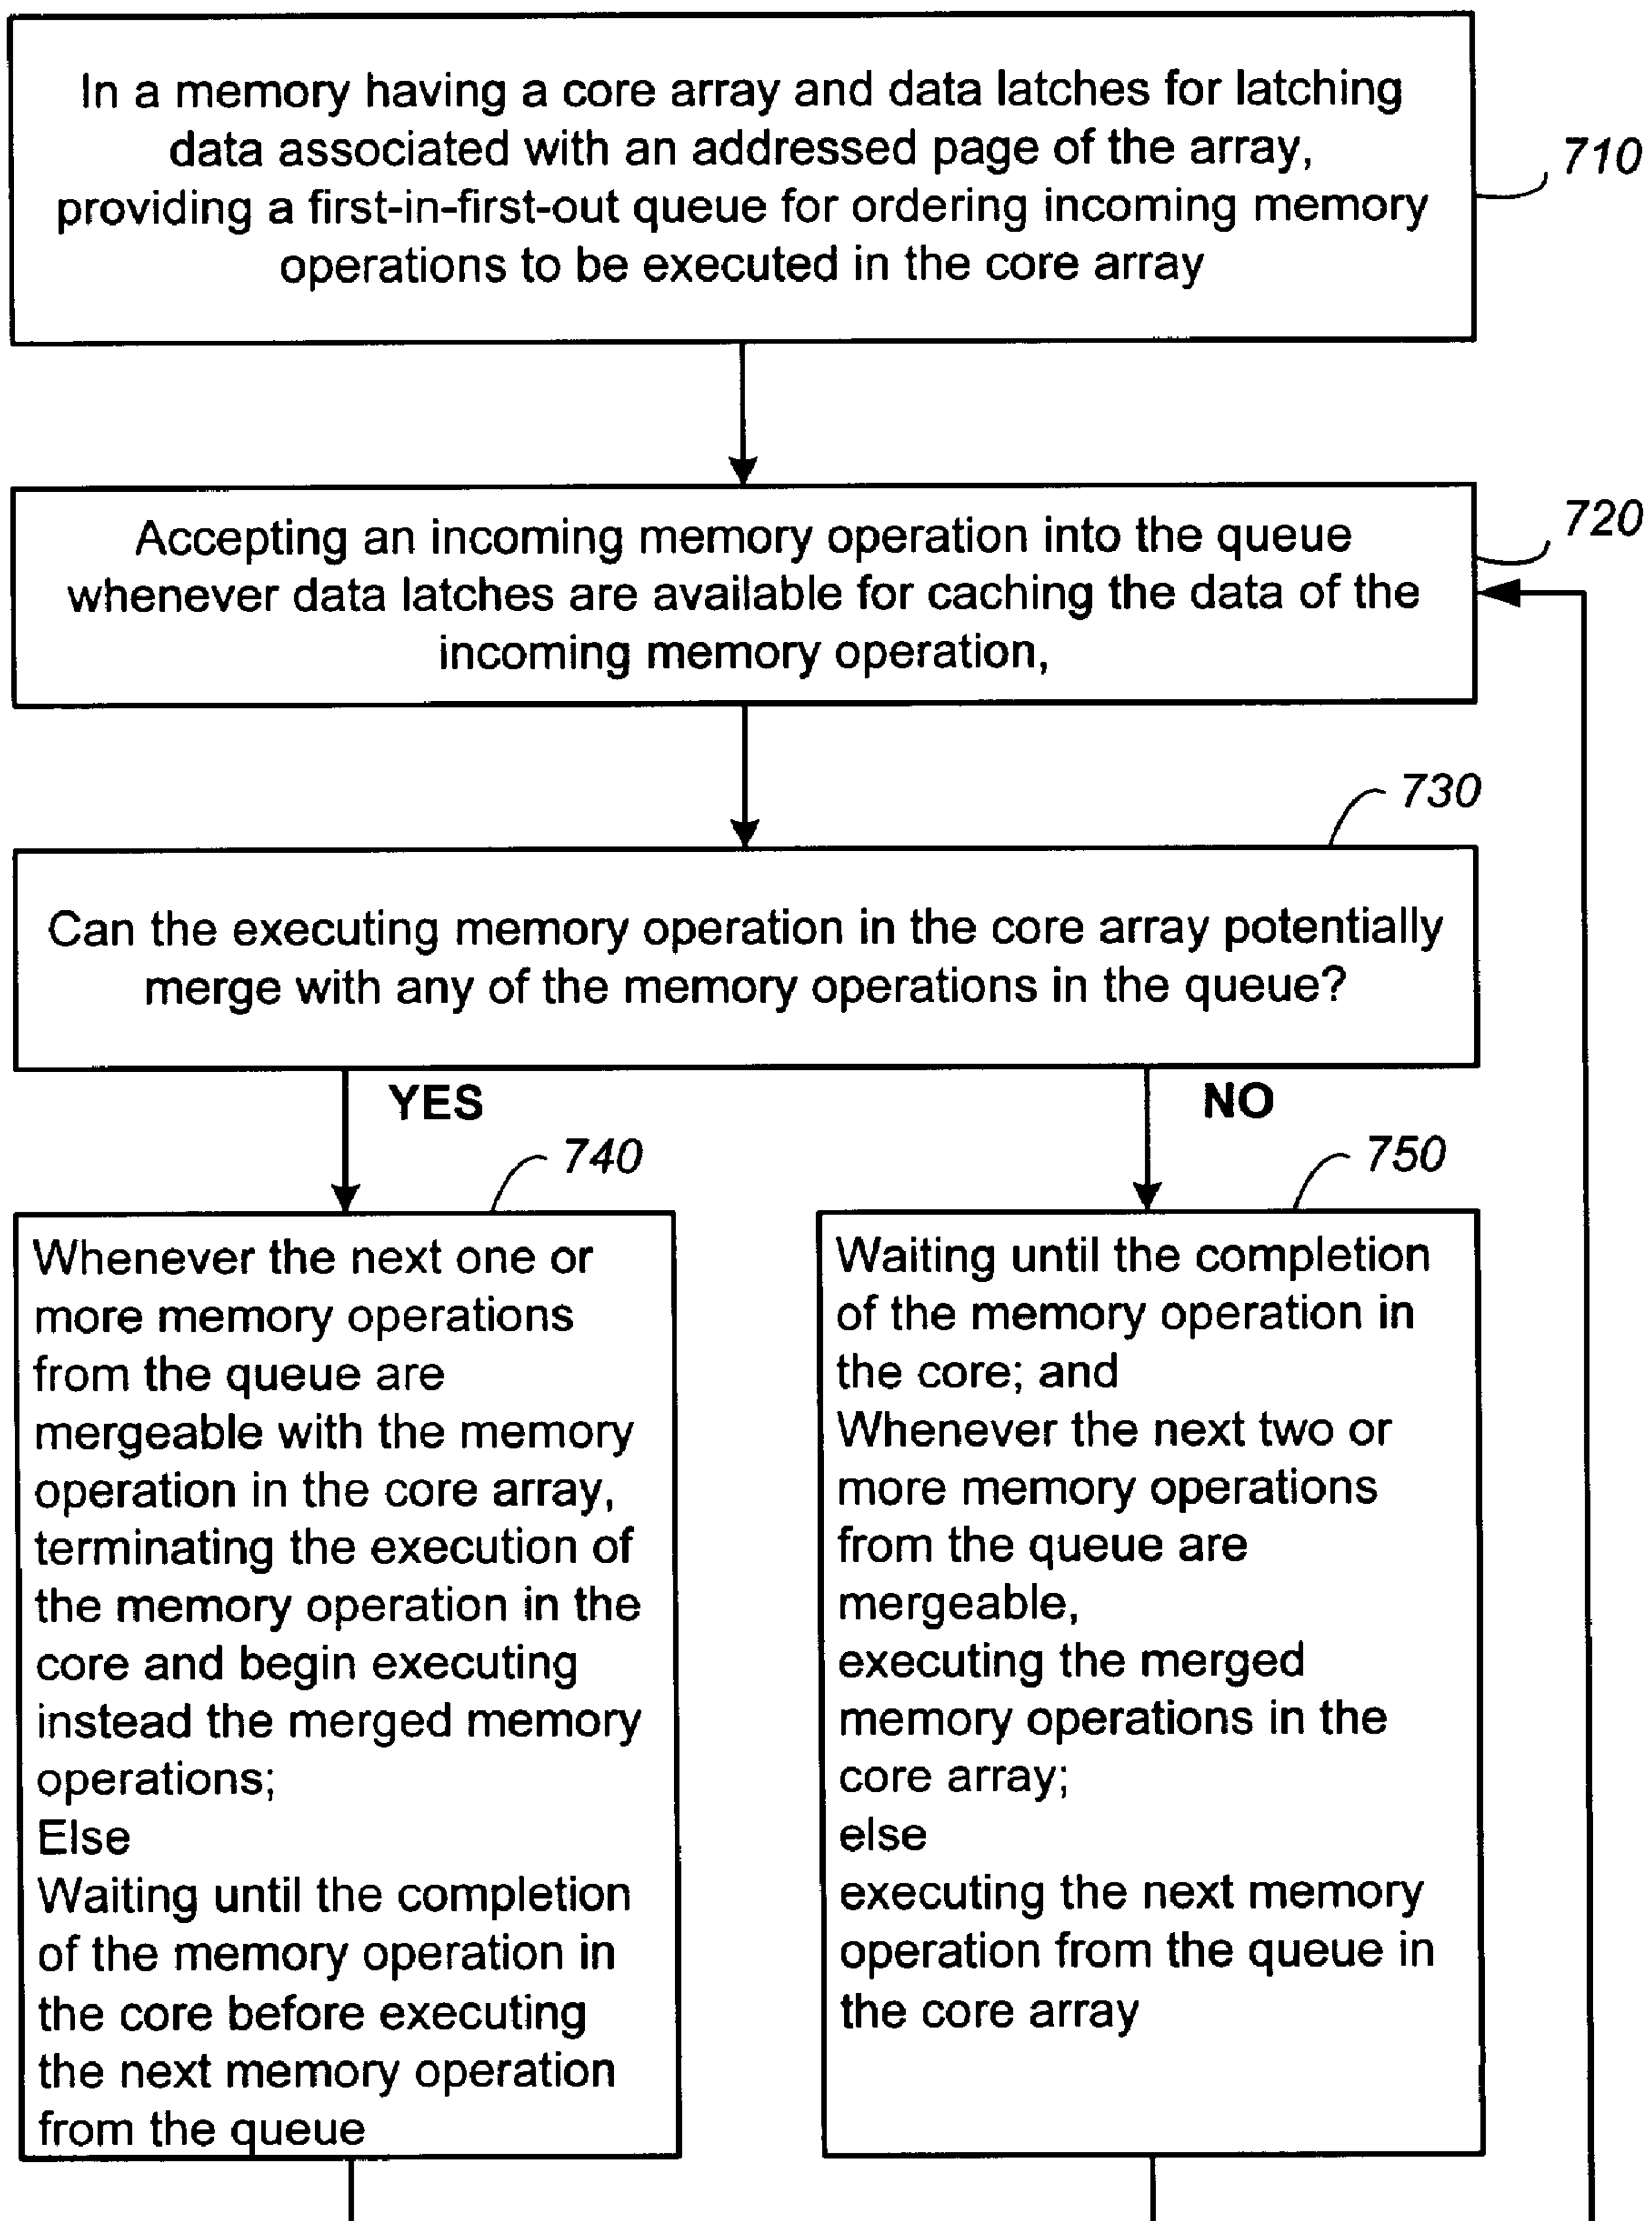 In a memory having a core array and data latches for latching
data associated with an addressed page of the array,
providing a first-in-first-out queue for ordering incoming memory
operations to be executed in the core array
710
Accepting an incoming memory operation into the queue
whenever data latches are available for caching the data of the
incoming memory operation,
720
730
Can the executing memory operation in the core array potentially
merge with any of the memory operations in the queue?
YES
NO
740
750
Whenever the next one or
more memory operations
from the queue are
mergeable with the memory
operation in the core array,
terminating the execution of
the memory operation in the
core and begin executing
instead the merged memory
operations;
Else
Waiting until the completion
of the memory operation in
the core before executing
the next memory operation
from the queue
Waiting until the completion
of the memory operation in
the core; and
Whenever the next two or
more memory operations
from the queue are
mergeable,
executing the merged
memory operations in the
core array;
else
executing the next memory
operation from the queue in
the core array